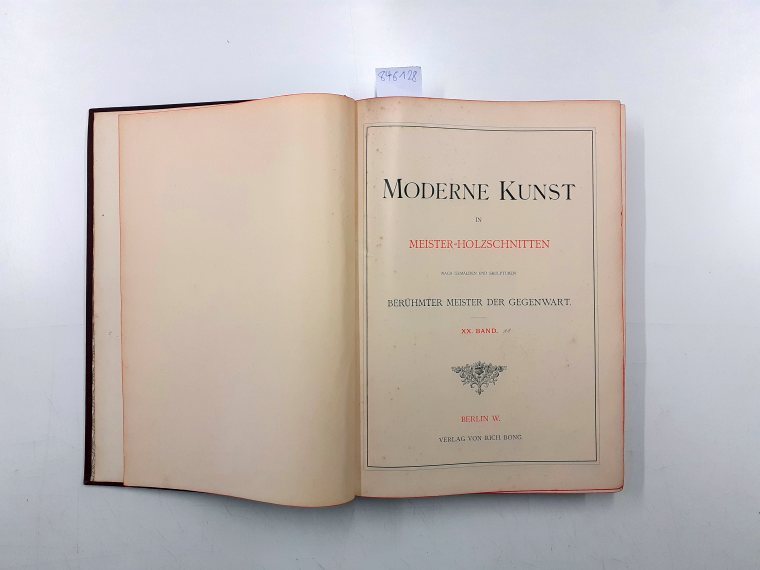 846128
MODERNE KUNST
IN
MEISTER-HOLZSCHNITTEN
NACH GEMÄLDEN UND SKULPTUREN
BERÜHMTER MEISTER DER GEGENWART.
XX. BAND.
BERLIN W.
VERLAG VON RICH BONG